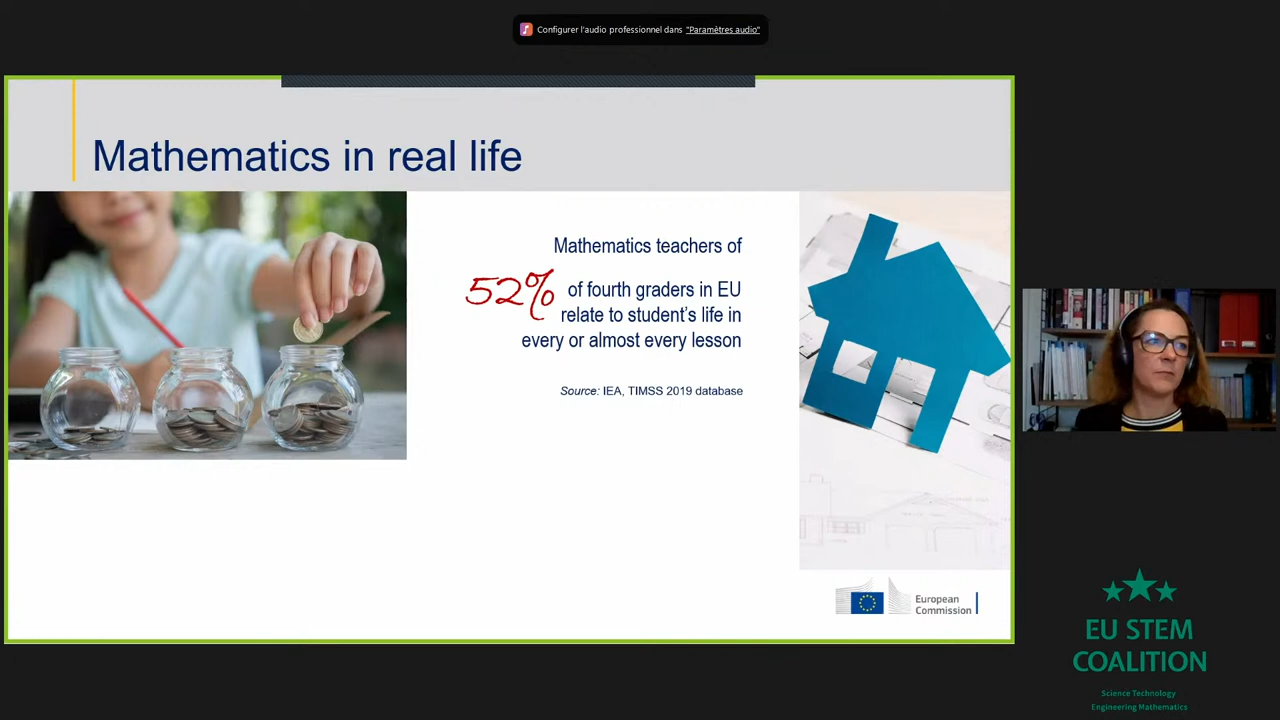 Configurer l'audio professionnel dans "Paramètres audio"
Mathematics in real life
Mathematics teachers of
52% of fourth graders in EU
relate to student's life in
every or almost every lesson
Source: IEA, TIMSS 2019 database
European
Commission
EU STEM
COALITION
Science Technology
Engineering Mathematics